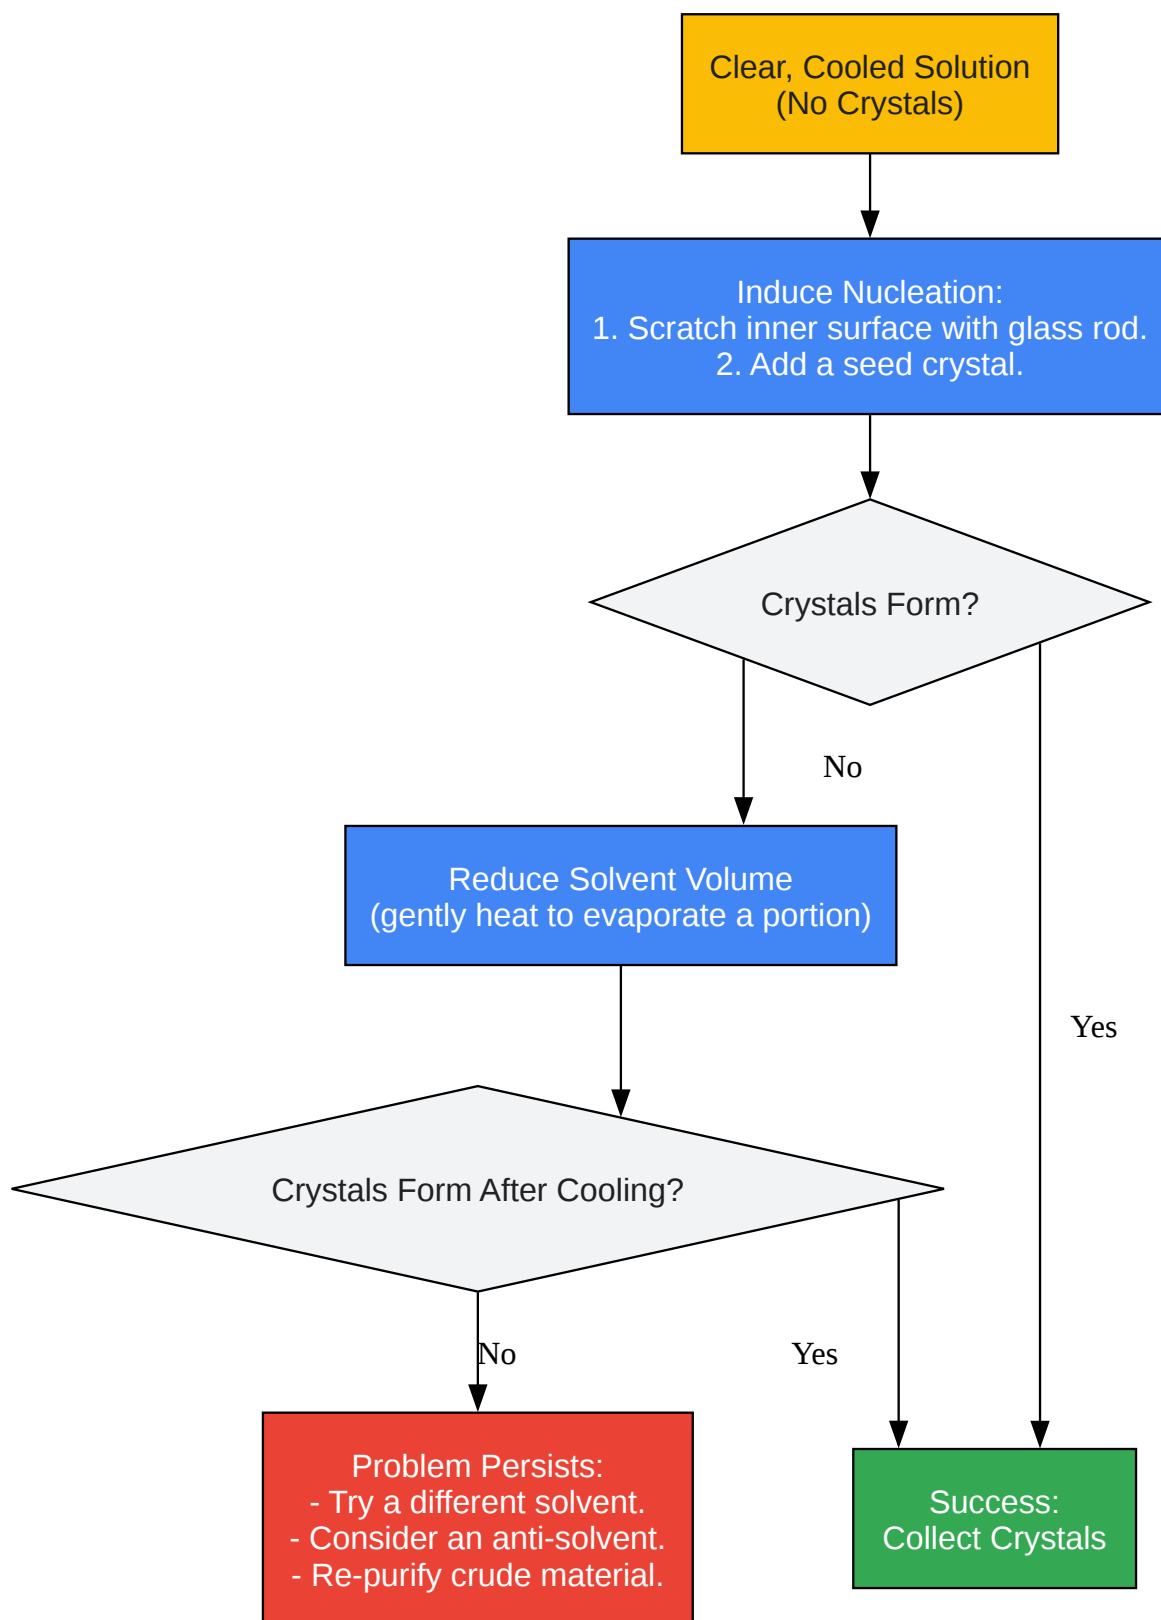 Clear, Cooled Solution
(No Crystals)
Induce Nucleation:
1. Scratch inner surface with glass rod.
2. Add a seed crystal.
Crystals Form?
No
Reduce Solvent Volume
(gently heat to evaporate a portion)
Yes
Crystals Form After Cooling?
No
Yes
Problem Persists:
- Try a different solvent.
- Consider an anti-solvent.
- Re-purify crude material.
Success:
Collect Crystals